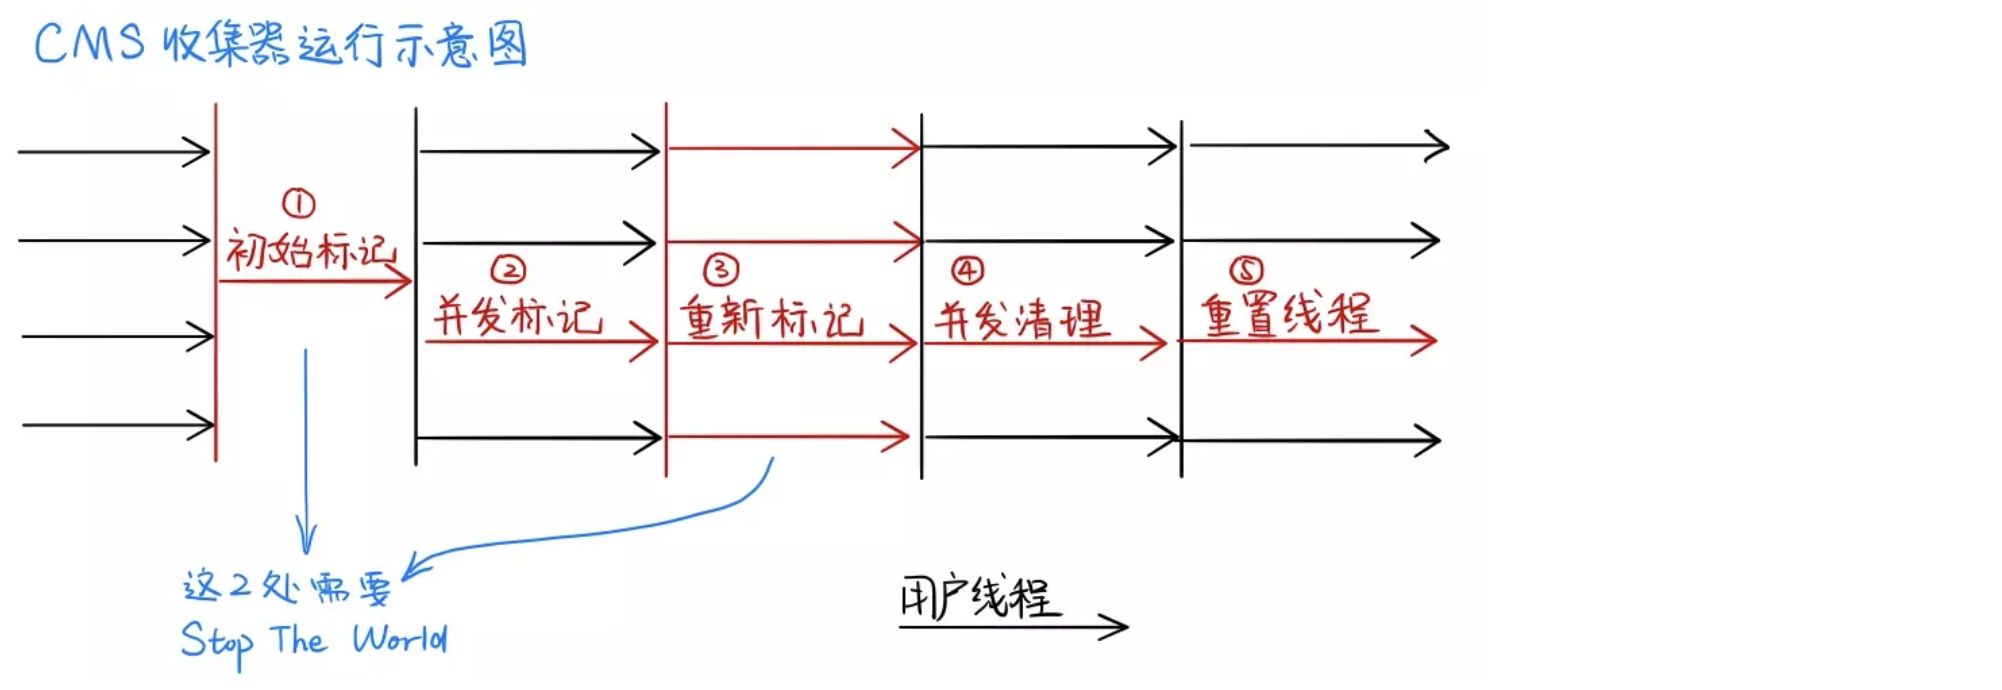 CMS 收集器运行示意图
①
初始标记
②
并发标记
③
重新标记
④
并发清理
⑤
重置线程
这2处需要
Stop The World
用户线程